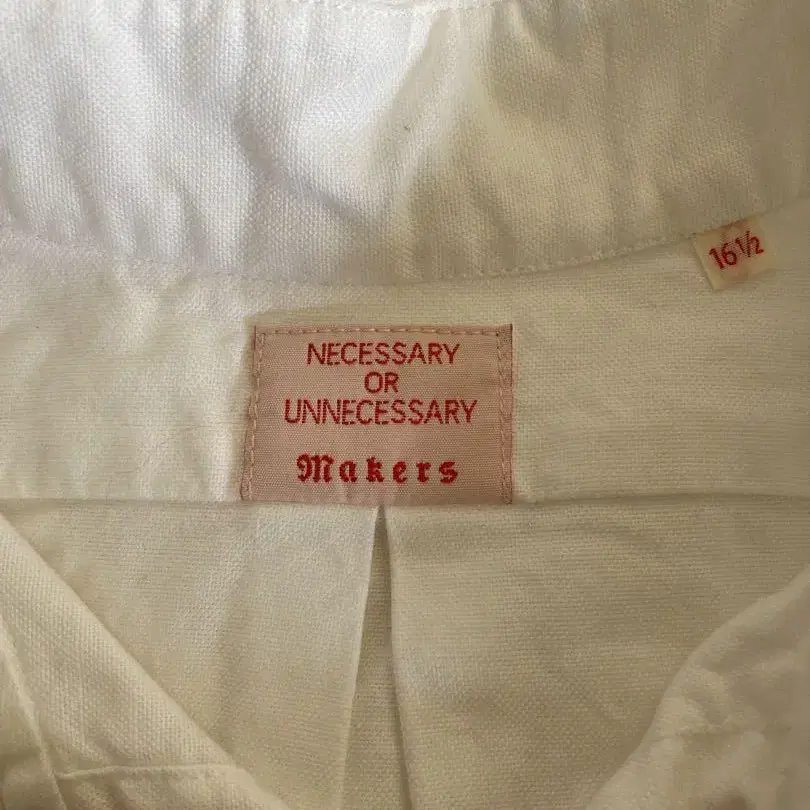 16½
NECESSARY
OR
UNNECESSARY
Makers